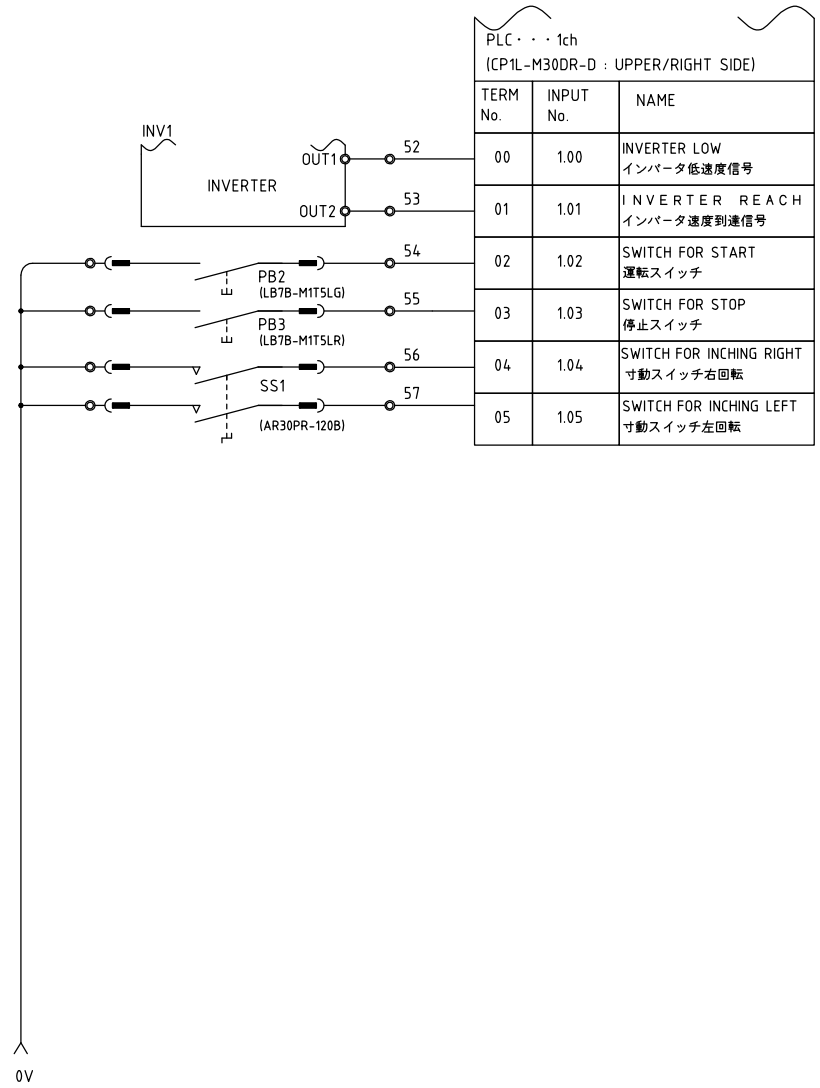 PLC・・・1ch
(CP1L-M30DR-D : UPPER/RIGHT SIDE)
TERM No.
INPUT No.
NAME
INV1
INVERTER
OUT1
52
00
1.00
INVERTER LOW
インバータ低速度信号
OUT2
53
01
1.01
INVERTER REACH
インバータ速度到達信号
54
02
1.02
SWITCH FOR START
運転スイッチ
PB2
(LB7B-M1T5LG)
55
03
1.03
SWITCH FOR STOP
停止スイッチ
PB3
(LB7B-M1T5LR)
56
04
1.04
SWITCH FOR INCHING RIGHT
寸動スイッチ右回転
SS1
57
05
1.05
SWITCH FOR INCHING LEFT
寸動スイッチ左回転
(AR30PR-120B)
0V